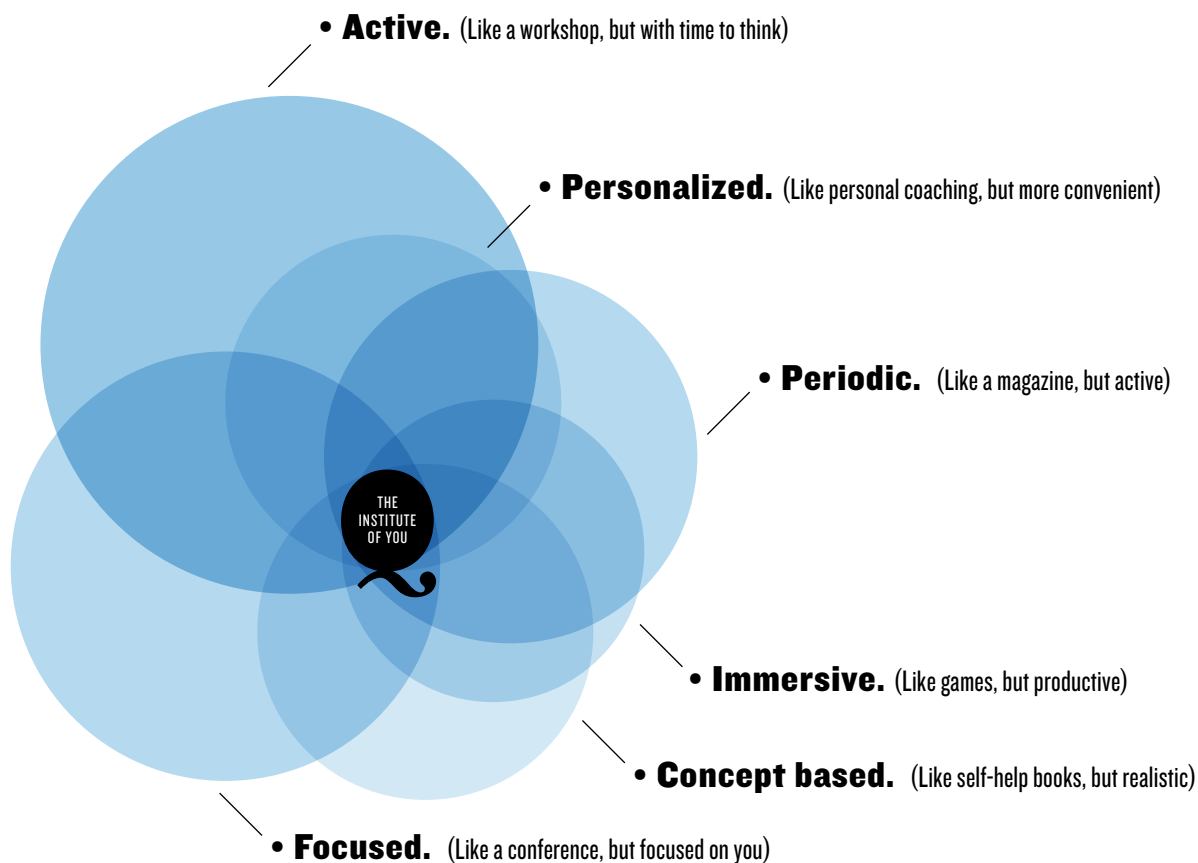 • Active. (Like a workshop, but with time to think)
• Personalized. (Like personal coaching, but more convenient)
• Periodic. (Like a magazine, but active)
THE
INSTITUTE
OF YOU
• Immersive. (Like games, but productive)
• Concept based. (Like self-help books, but realistic)
• Focused. (Like a conference, but focused on you)